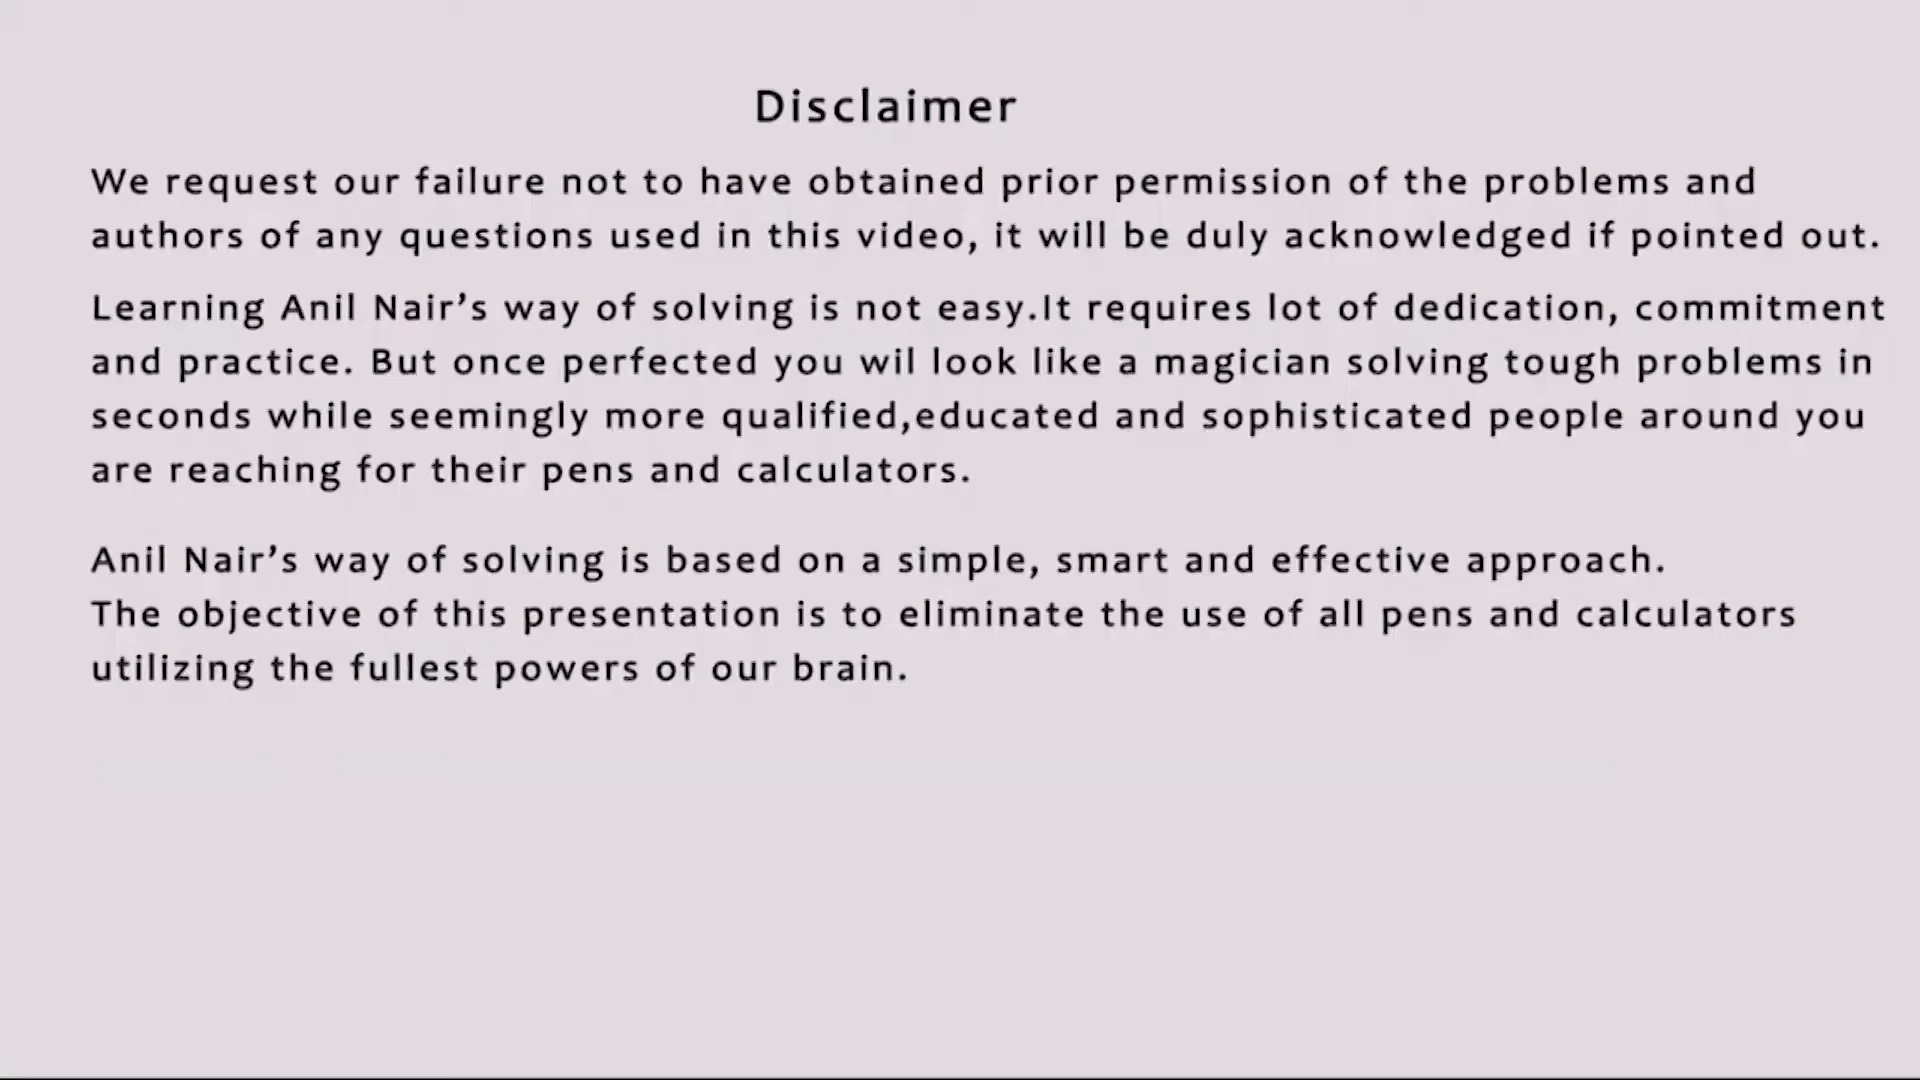 Disclaimer
We request our failure not to have obtained prior permission of the problems and
authors of any questions used in this video, it will be duly acknowledged if pointed out.
Learning Anil Nair’s way of solving is not easy.It requires lot of dedication, commitment
and practice. But once perfected you wil look like a magician solving tough problems in
seconds while seemingly more qualified,educated and sophisticated people around you
are reaching for their pens and calculators.
Anil Nair’s way of solving is based on a simple, smart and effective approach.
The objective of this presentation is to eliminate the use of all pens and calculators
utilizing the fullest powers of our brain.